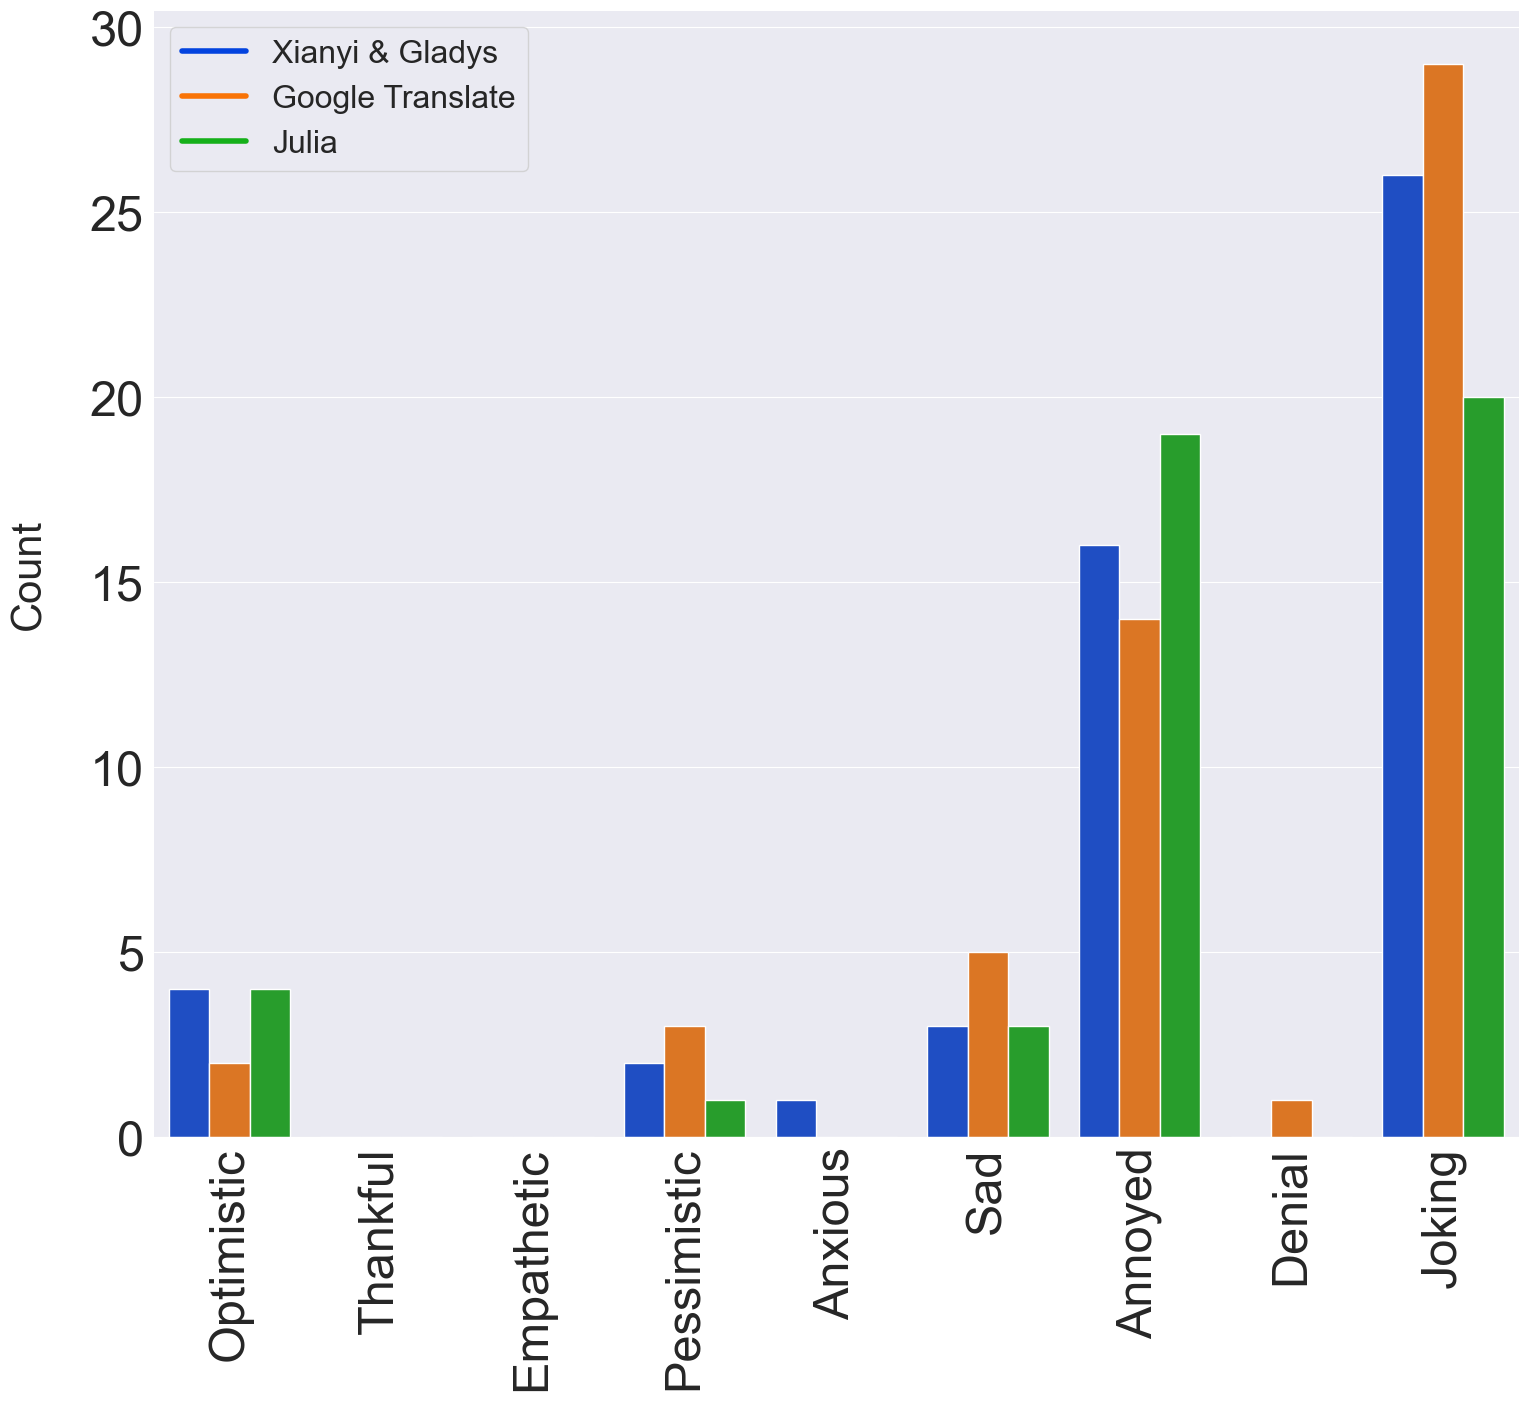 Xianyi & Gladys
Google Translate
Julia
30
25
20
15
10
5
0
Count
Optimistic
Thankful
Empathetic
Pessimistic
Anxious
Sad
Annoyed
Denial
Joking